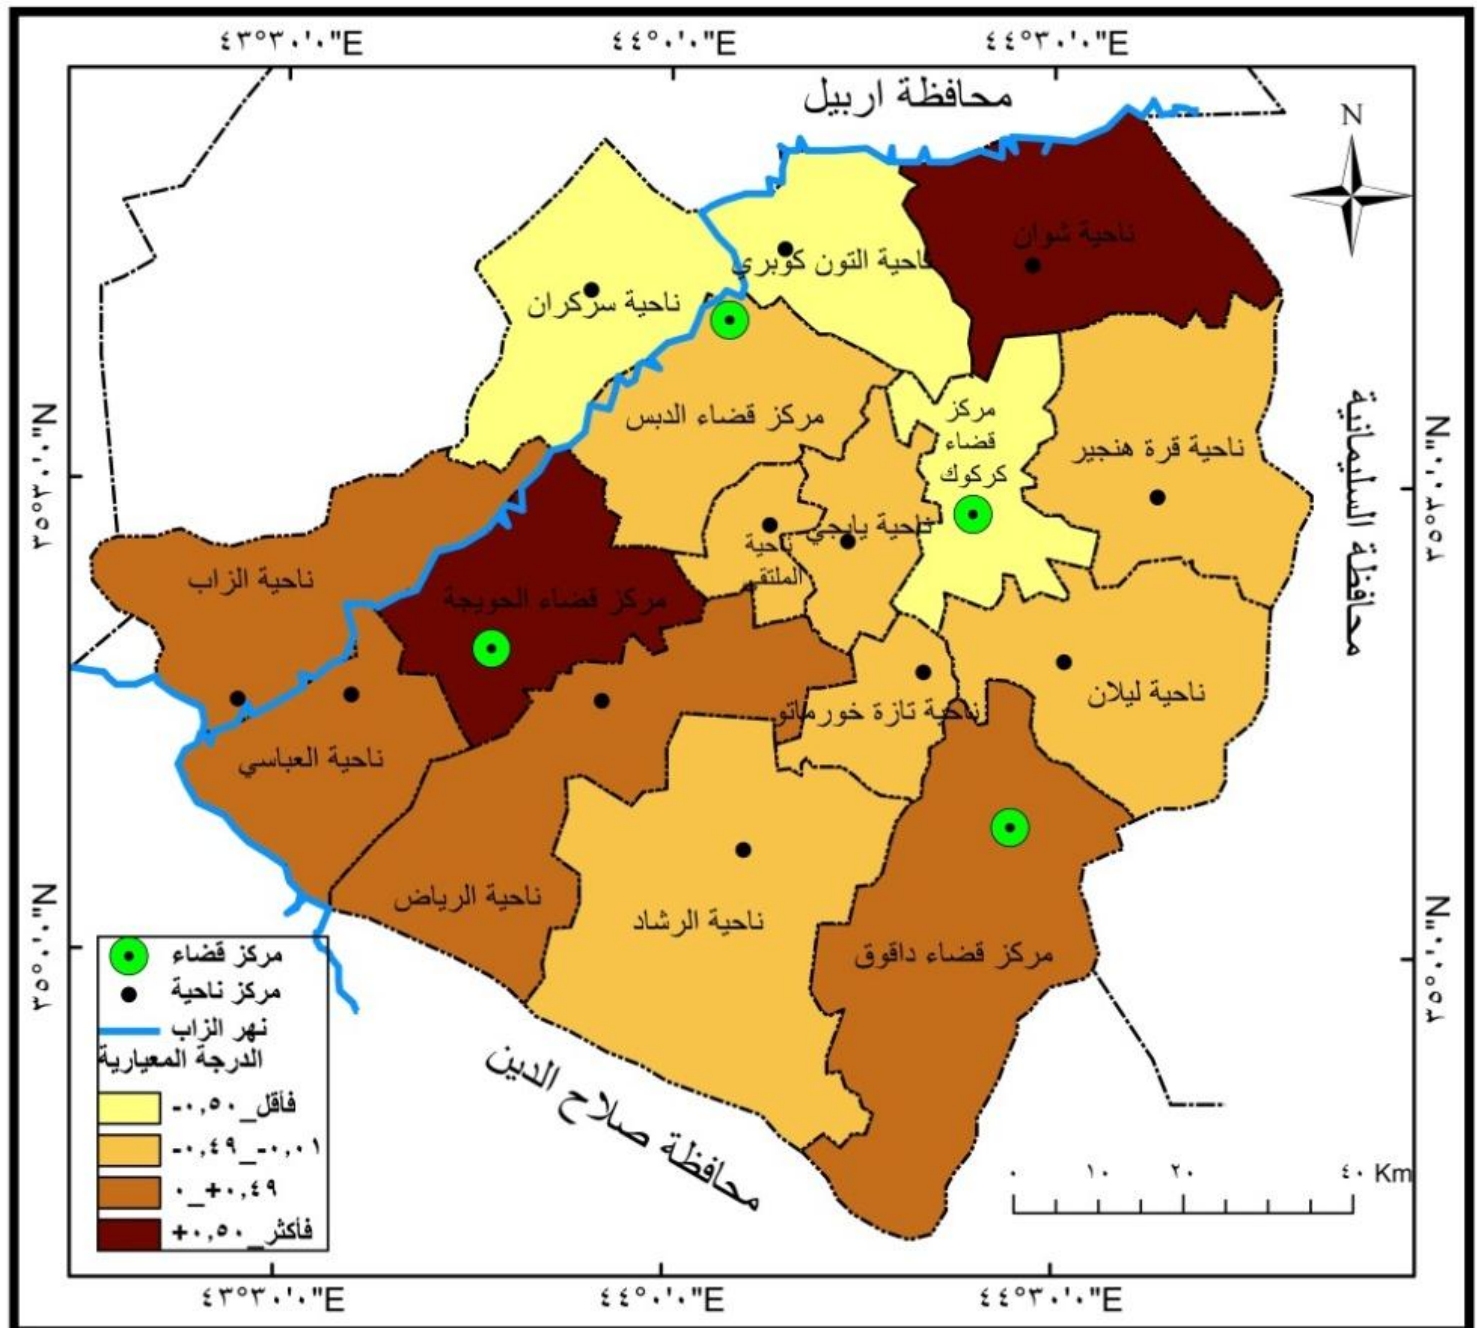 ٤٣°٣٠'٠"E
٤٤°٠'٠"E
٤٤°٣٠'٠"E
محافظة اربيل
N
ناحية شوان
ناحية التون كوبري
ناحية سركران
مركز
قضاء
كركوك
مركز قضاء الدبس
ناحية قرة هنجير
محافظة السليمانية
٣٥°٣٠'٠"N
٣٥°٣٠'٠"N
ناحية يايجي
ناحية
الملتقى
ناحية الزاب
مركز قضاء الحويجة
ناحية ليلان
ناحية تازة خورماتو
ناحية العباسي
ناحية الرياض
ناحية الرشاد
مركز قضاء داقوق
٣٥°٠'٠"N
٣٥°٠'٠"N
محافظة صلاح الدين
مركز قضاء
مركز ناحية
نهر الزاب
الدرجة المعيارية
فأقل_٠,٥٠-
-٠,٤٩_-٠,٠١
٠_+٠,٤٩
فأكثر_٠,٥٠+
٠ ١٠ ٢٠ ٤٠ Km
٤٣°٣٠'٠"E
٤٤°٠'٠"E
٤٤°٣٠'٠"E